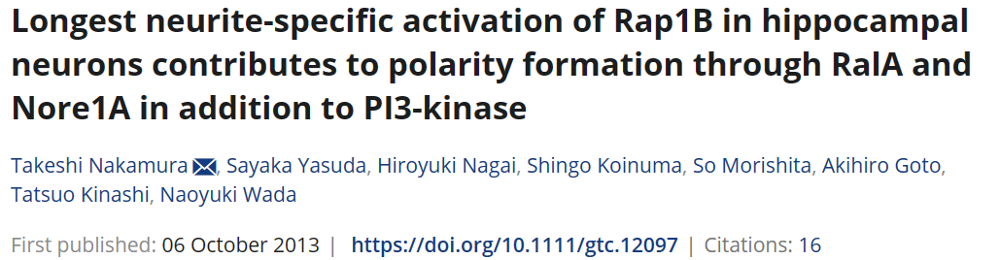 Longest neurite-specific activation of Rap1B in hippocampal
neurons contributes to polarity formation through RalA and
Nore1A in addition to PI3-kinase
Takeshi Nakamura, Sayaka Yasuda, Hiroyuki Nagai, Shingo Koinuma, So Morishita, Akihiro Goto,
Tatsuo Kinashi, Naoyuki Wada
First published: 06 October 2013 | https://doi.org/10.1111/gtc.12097 | Citations: 16